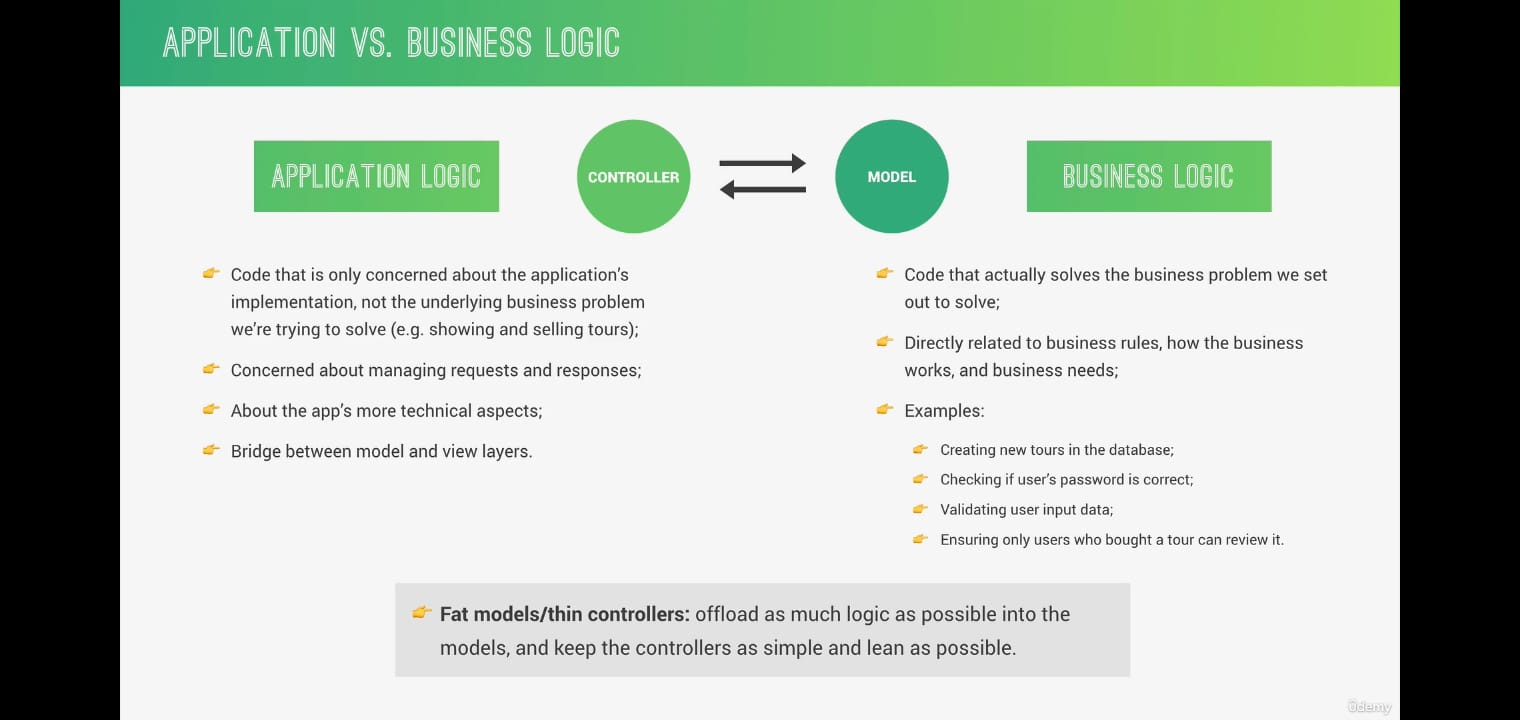 APPLICATION VS. BUSINESS LOGIC
APPLICATION LOGIC
CONTROLLER
MODEL
BUSINESS LOGIC
Code that is only concerned about the application's
implementation, not the underlying business problem
we're trying to solve (e.g. showing and selling tours);
Concerned about managing requests and responses;
About the app's more technical aspects;
Bridge between model and view layers.
Code that actually solves the business problem we set
out to solve;
Directly related to business rules, how the business
works, and business needs;
Examples:
Creating new tours in the database;
Checking if user's password is correct;
Validating user input data;
Ensuring only users who bought a tour can review it.
Fat models/thin controllers: offload as much logic as possible into the
models, and keep the controllers as simple and lean as possible.
ûdemy